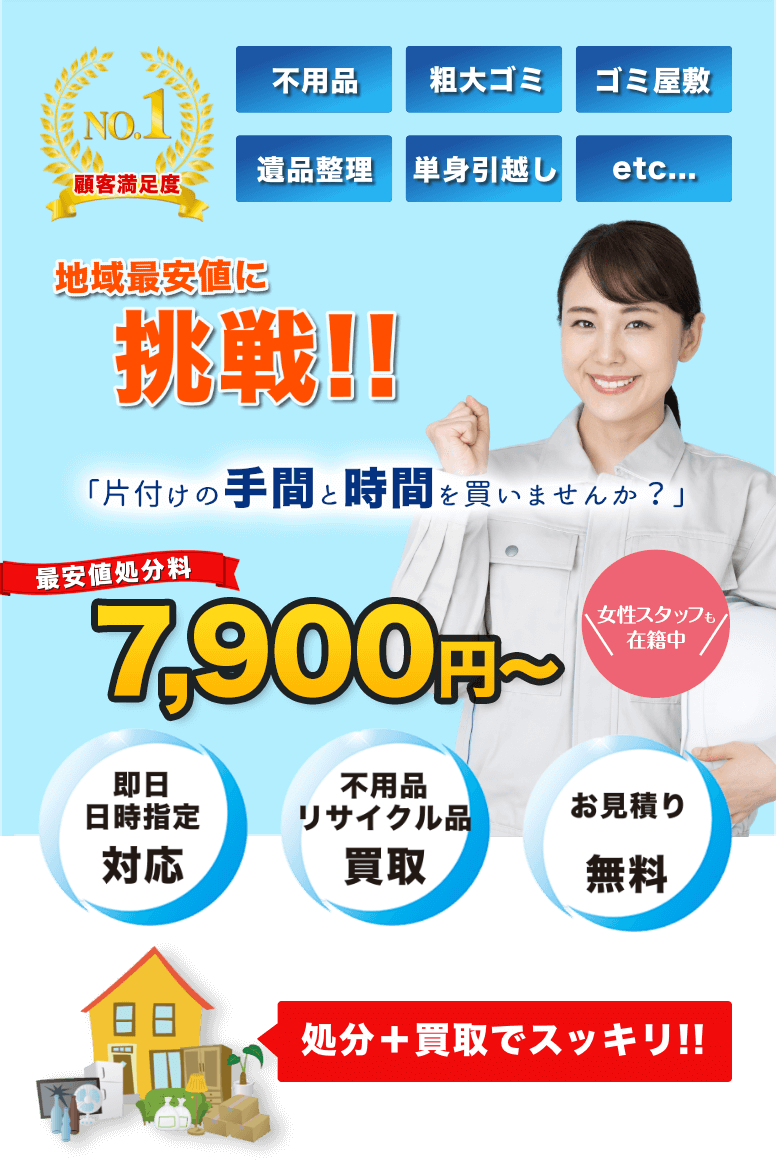 NO.1
顧客満足度
不用品
粗大ゴミ
ゴミ屋敷
遺品整理
単身引越し
etc...
地域最安値に
挑戦!!
「片付けの手間と時間を買いませんか？」
最安値処分料
7,900円～
女性スタッフも
在籍中
即日
日時指定
対応
不用品
リサイクル品
買取
お見積り
無料
処分＋買取でスッキリ!!